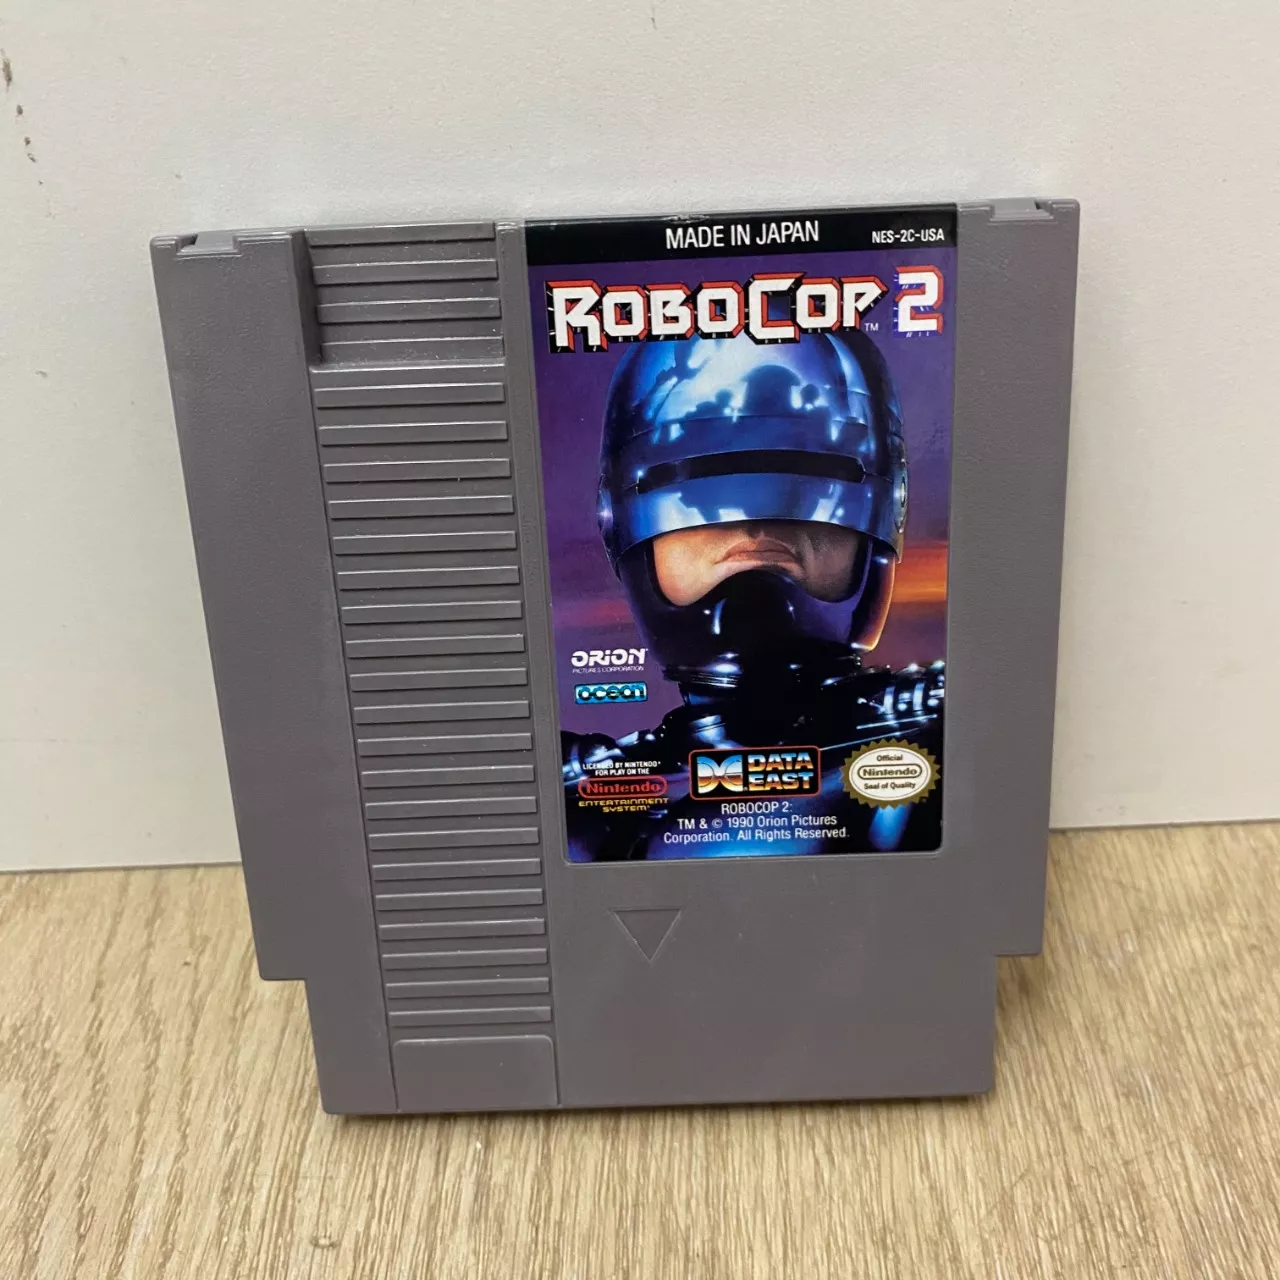 MADE IN JAPAN
NES-2C-USA
ROBOCOP 2
TM
ORION
PICTURES CORPORATION
ocean
LICENSED BY NINTENDO®
FOR PLAY ON THE
Nintendo
ENTERTAINMENT
SYSTEM®
DATA
EAST
Official
Nintendo
Seal of Quality
ROBOCOP 2:
TM & © 1990 Orion Pictures
Corporation. All Rights Reserved.